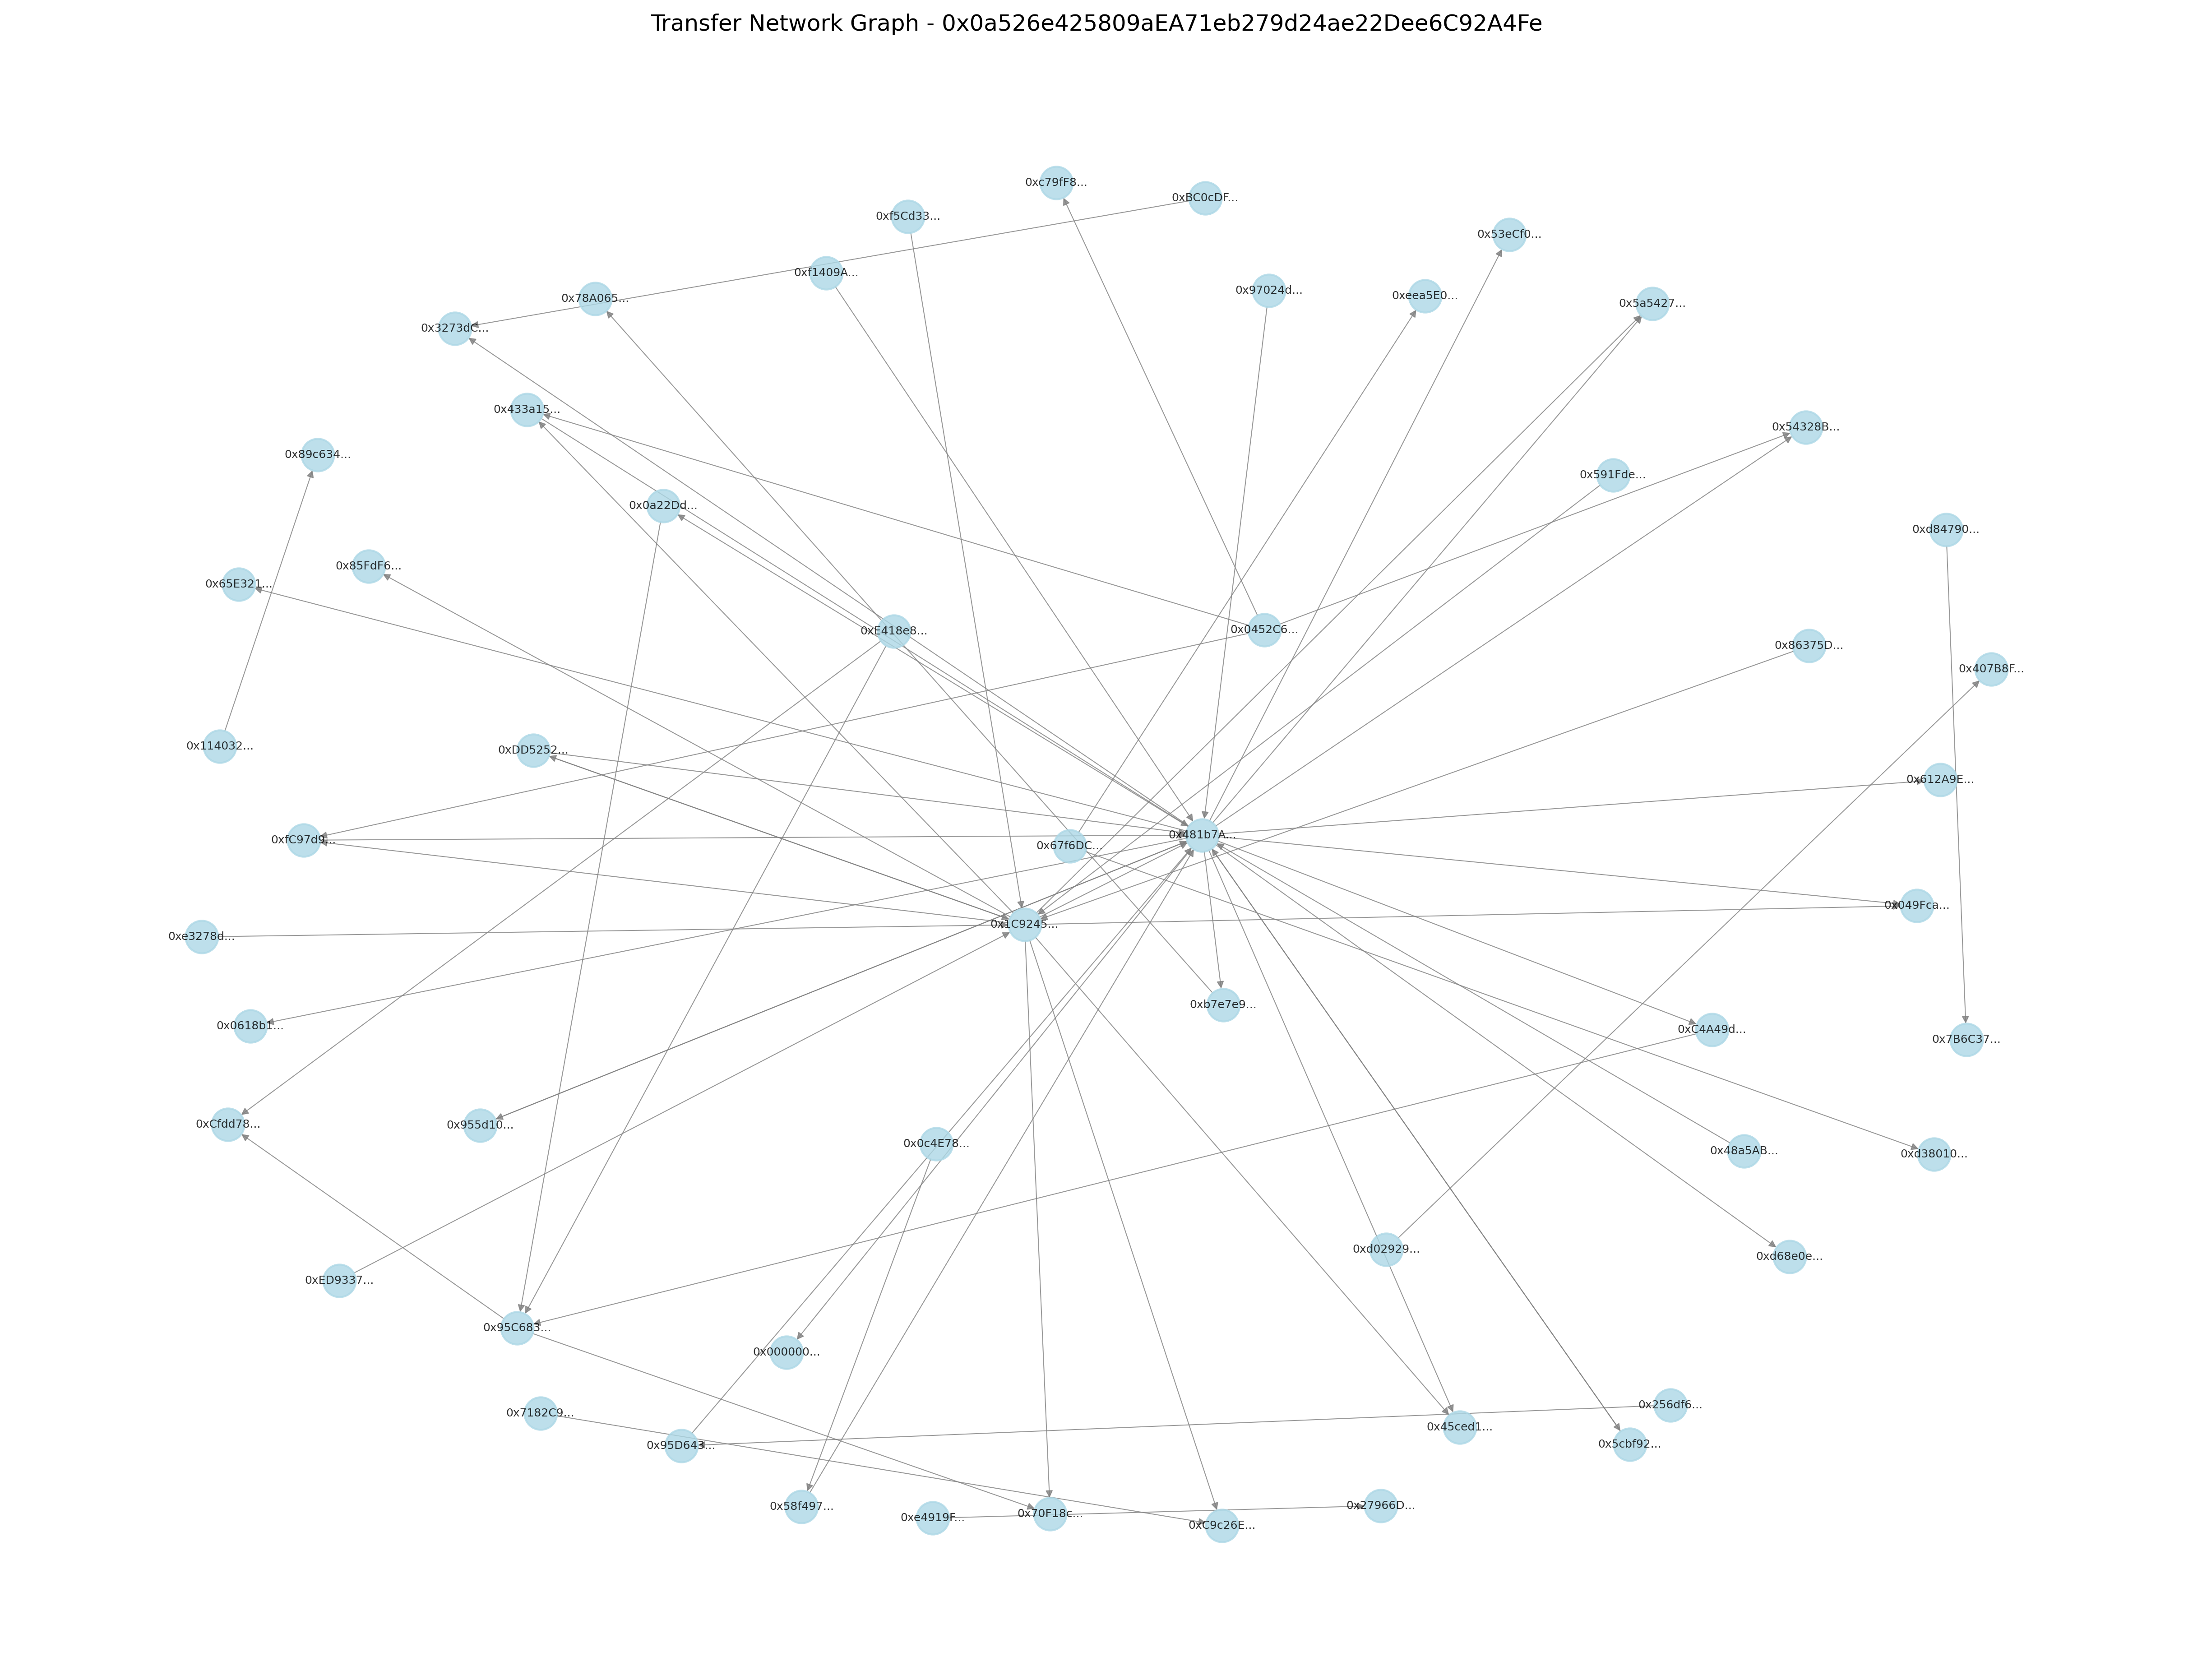 Transfer Network Graph - 0x0a526e425809aEA71eb279d24ae22Dee6C92A4Fe
0xc79fF8...
0xBC0cDF...
0xf5Cd33...
0x53eCf0...
0xf1409A...
0x97024d...
0xeea5E0...
0x78A065...
0x5a5427...
0x3273dC...
0x433a15...
0x54328B...
0x89c634...
0x591Fde...
0x0a22Dd...
0xd84790...
0x85FdF6...
0x65E321...
0xE418e8...
0x0452C6...
0x86375D...
0x407B8F...
0x114032...
0xDD5252...
0x612A9E...
0x481b7A...
0xfC97d9...
0x67f6DC...
0x049Fca...
0x1C9245...
0xe3278d...
0xb7e7e9...
0x0618b1...
0xC4A49d...
0x7B6C37...
0xCfdd78...
0x955d10...
0x0c4E78...
0x48a5AB...
0xd38010...
0xd02929...
0xd68e0e...
0xED9337...
0x95C683...
0x000000...
0x256df6...
0x7182C9...
0x45ced1...
0x95D643...
0x5cbf92...
0x58f497...
0x27966D...
0x70F18c...
0xe4919F...
0xC9c26E...